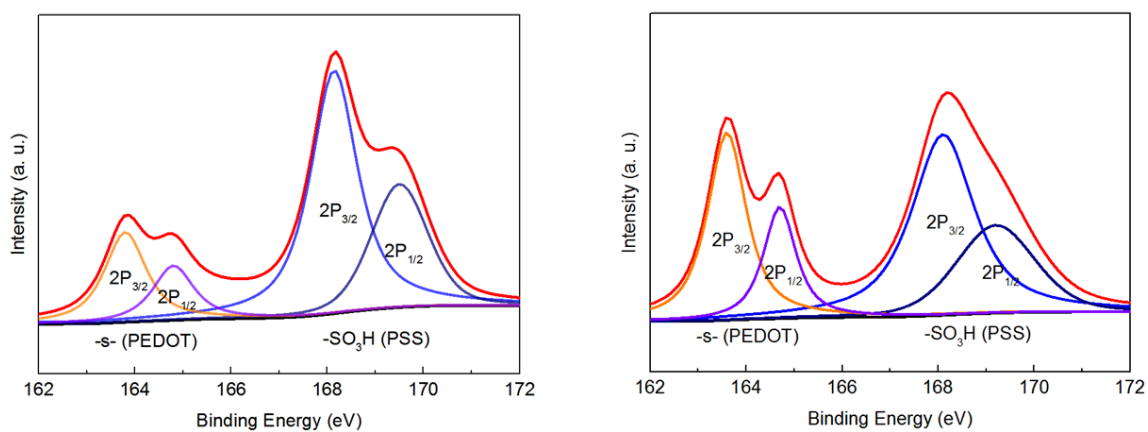 Intensity (a. u.)
2P3/2
2P1/2
2P3/2
2P1/2
-s- (PEDOT)
-SO3H (PSS)
162 164 166 168 170 172
Binding Energy (eV)
Intensity (a. u.)
2P3/2
2P1/2
2P3/2
2P1/2
-s- (PEDOT)
-SO3H (PSS)
162 164 166 168 170 172
Binding Energy (eV)